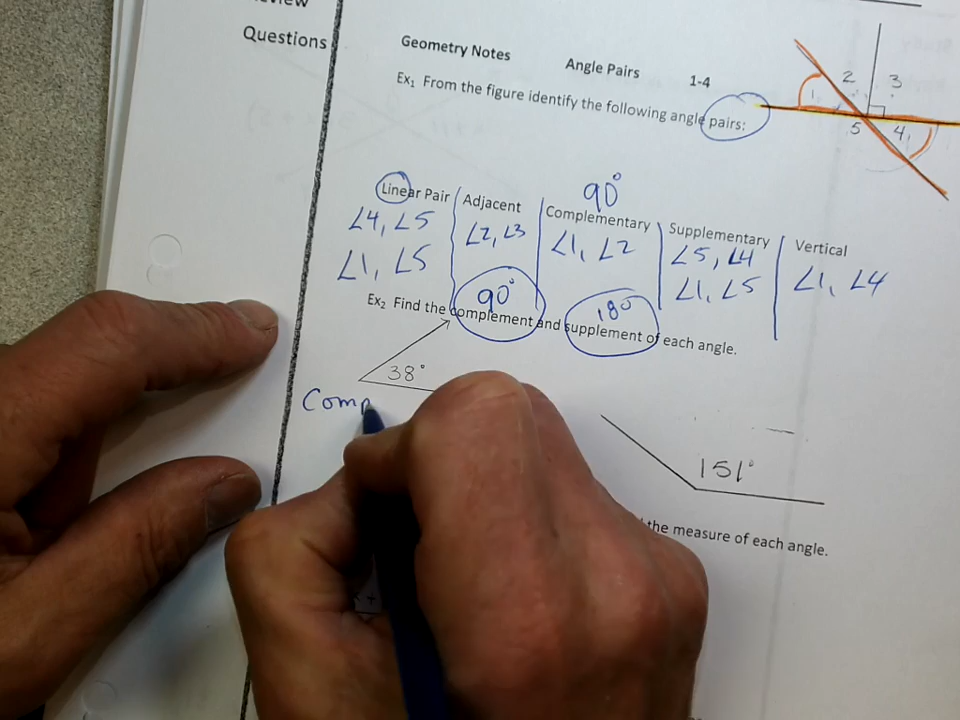 Questions
Geometry Notes Angle Pairs 1-4
Ex1 From the figure identify the following angle pairs:
1 2 3
5 4
90°
Linear Pair Adjacent Complementary Supplementary Vertical
∠4, ∠5 ∠2, ∠3 ∠1, ∠2 ∠5, ∠4 ∠1, ∠4
∠1, ∠5 ∠1, ∠5
90° 180°
Ex2 Find the complement and supplement of each angle.
38°
Comp
151°
the measure of each angle.